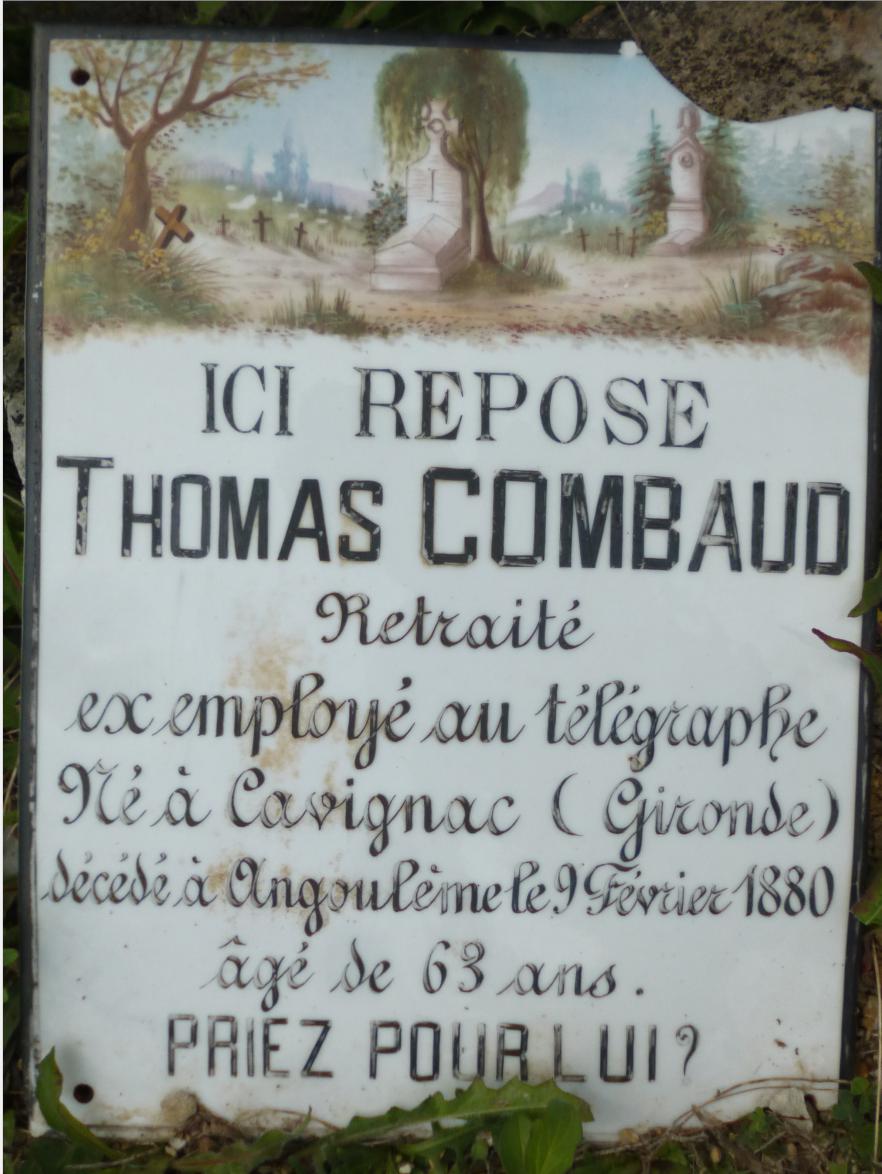 ICI REPOSE
THOMAS COMBAUD
Retraité
ex employé au télégraphe
Né à Cavignac (Gironde)
décédé à Angoulême le 9 Février 1880
âgé de 63 ans.
PRIEZ POUR LUI ?